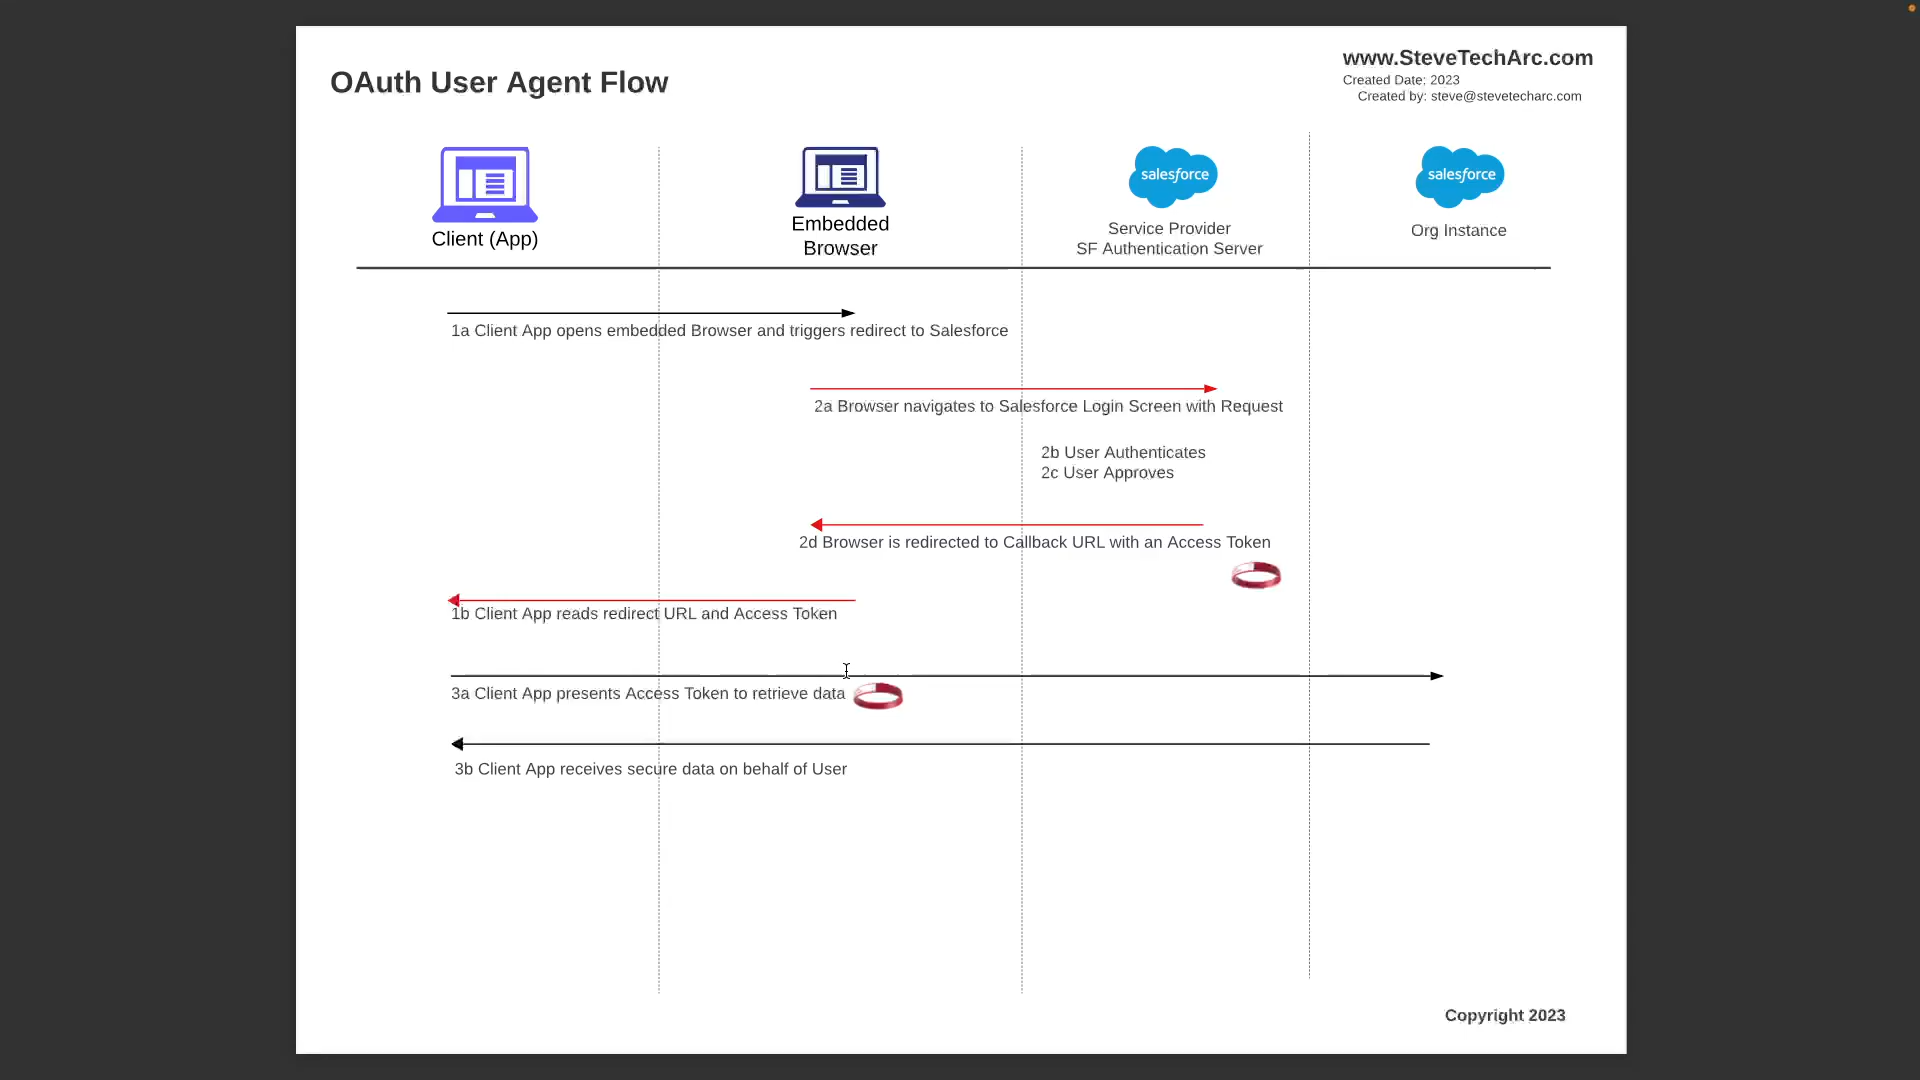 OAuth User Agent Flow
www.SteveTechArc.com
Created Date: 2023
Created by: steve@stevetecharc.com
Client (App)
Embedded
Browser
salesforce
Service Provider
SF Authentication Server
salesforce
Org Instance
1a Client App opens embedded Browser and triggers redirect to Salesforce
2a Browser navigates to Salesforce Login Screen with Request
2b User Authenticates
2c User Approves
2d Browser is redirected to Callback URL with an Access Token
1b Client App reads redirect URL and Access Token
3a Client App presents Access Token to retrieve data
3b Client App receives secure data on behalf of User
Copyright 2023